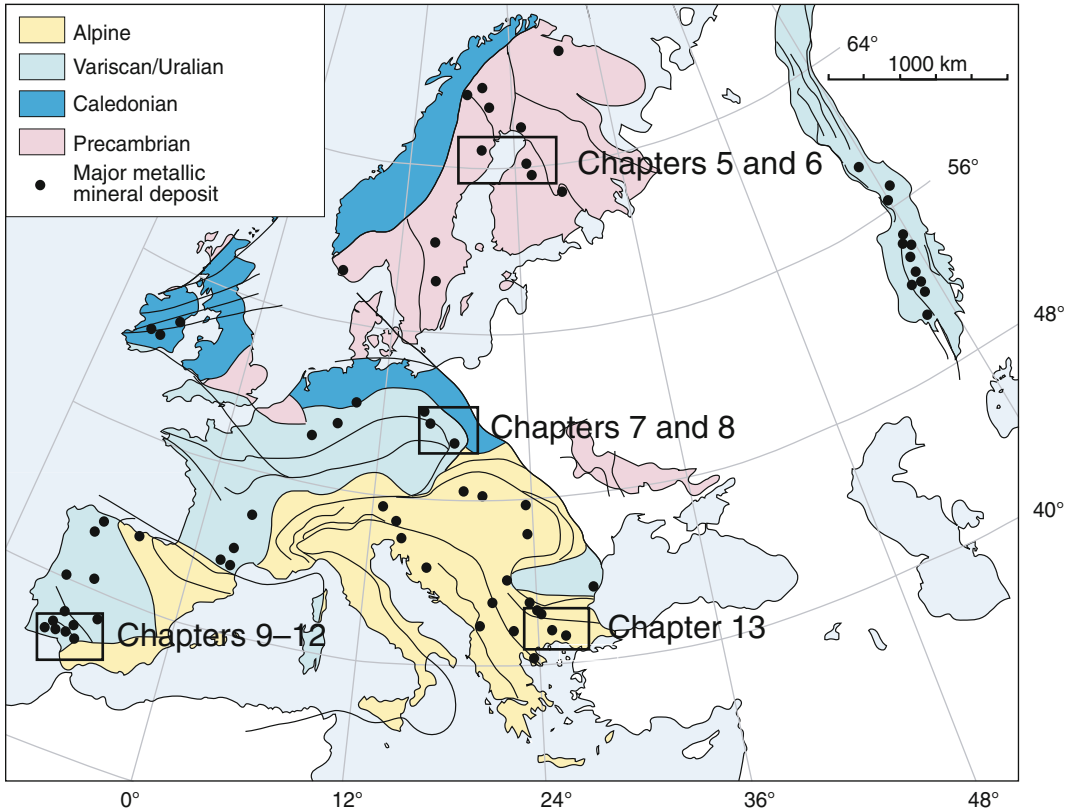 Alpine
Variscan/Uralian
Caledonian
Precambrian
Major metallic
mineral deposit
64°
1000 km
56°
Chapters 5 and 6
48°
Chapters 7 and 8
40°
Chapters 9–12
Chapter 13
0°
12°
24°
36°
48°